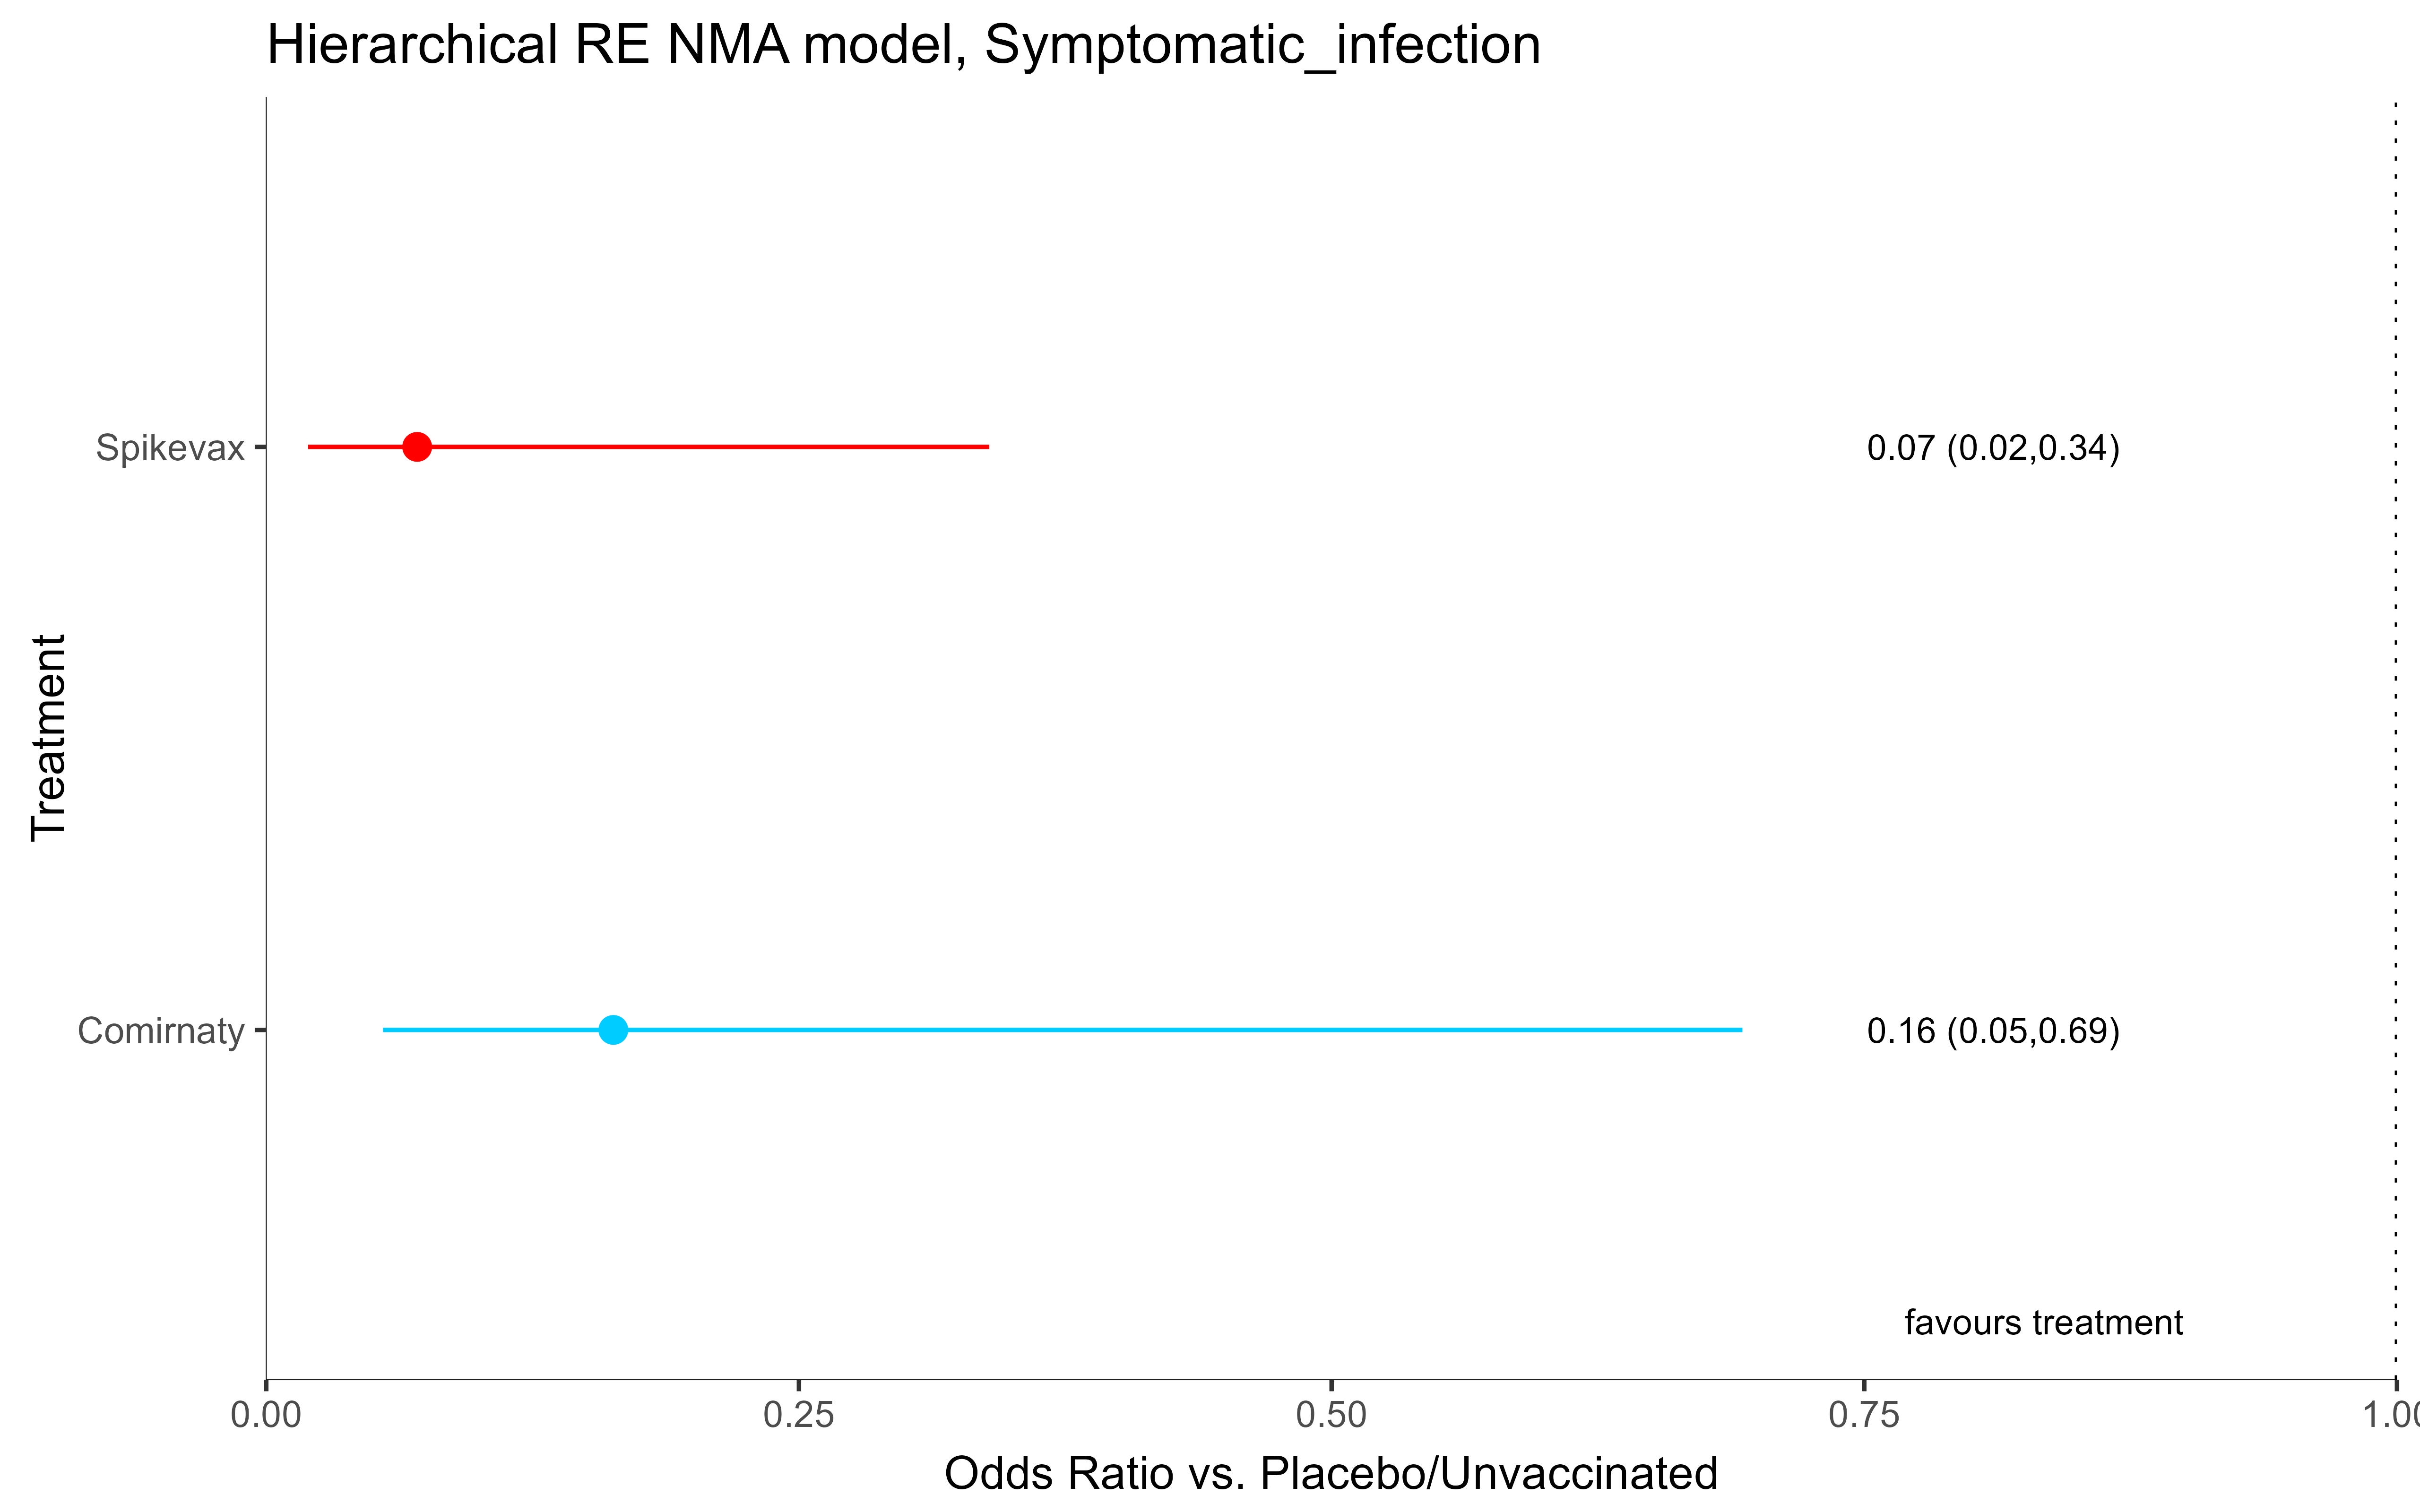 Hierarchical RE NMA model, Symptomatic_infection
Treatment
Spikevax
0.07 (0.02,0.34)
Comirnaty
0.16 (0.05,0.69)
favours treatment
0.00 0.25 0.50 0.75 1.00
Odds Ratio vs. Placebo/Unvaccinated